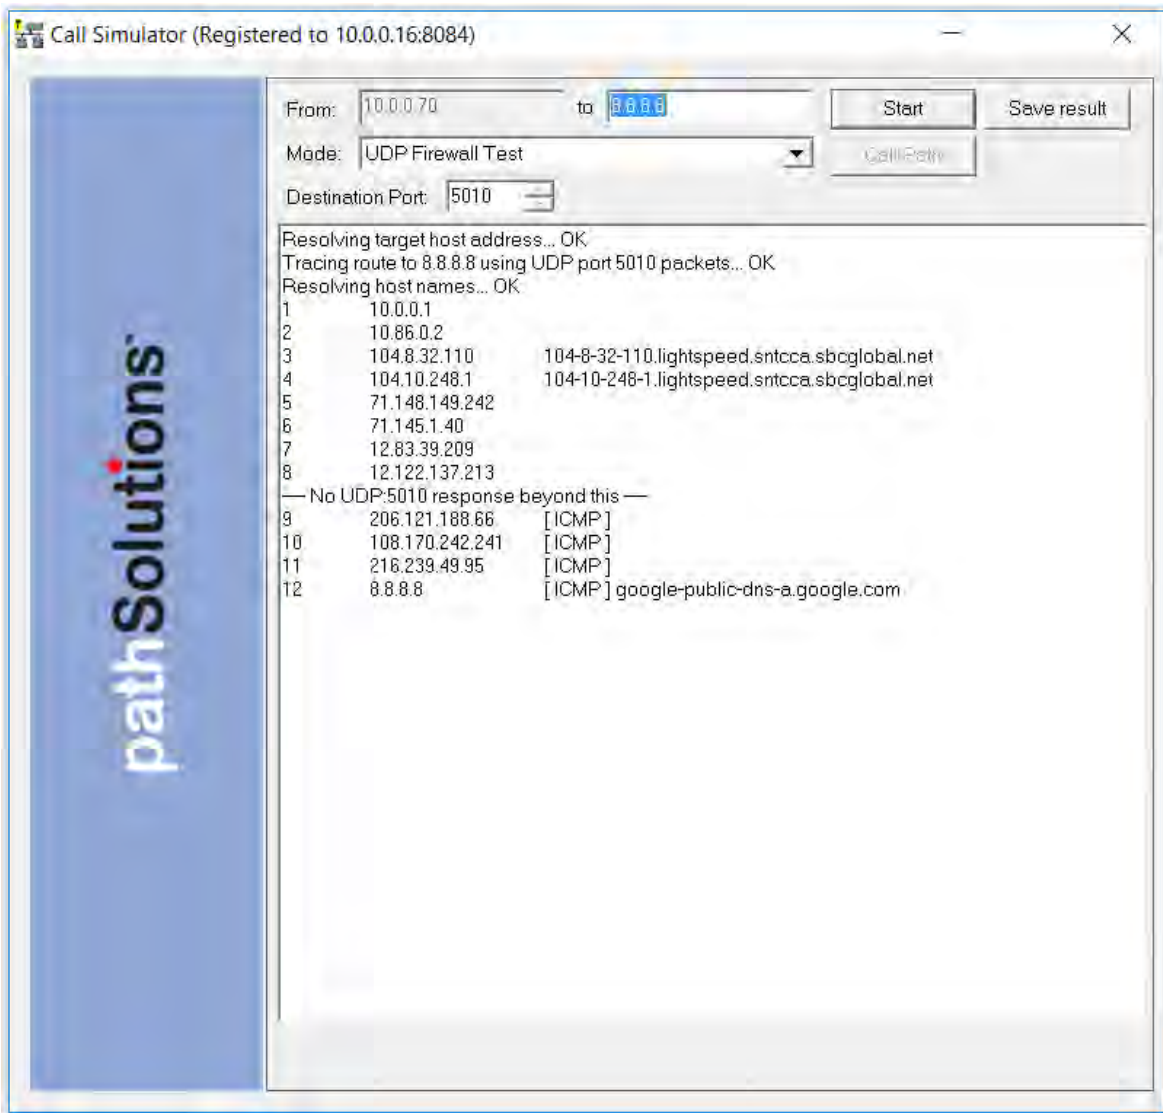 Call Simulator (Registered to 10.0.0.16:8084)
From: 10.0.0.70 to 8.8.8.8 Start Save result
Mode: UDP Firewall Test Call Path
Destination Port: 5010
Resolving target host address... OK
Tracing route to 8.8.8.8 using UDP port 5010 packets... OK
Resolving host names... OK
1 10.0.0.1
2 10.86.0.2
3 104.8.32.110 104-8-32-110.lightspeed.sntcca.sbcglobal.net
4 104.10.248.1 104-10-248-1.lightspeed.sntcca.sbcglobal.net
5 71.148.149.242
6 71.145.1.40
7 12.83.39.209
8 12.122.137.213
---- No UDP:5010 response beyond this ----
9 206.121.188.66 [ ICMP ]
10 108.170.242.241 [ ICMP ]
11 216.239.49.95 [ ICMP ]
12 8.8.8.8 [ ICMP ] google-public-dns-a.google.com
pathSolutions